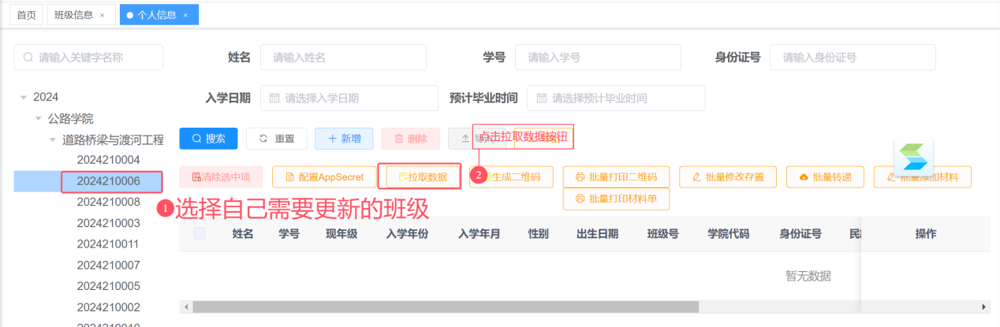 首页 班级信息 × 个人信息 ×
请输入关键字名称 姓名 请输入姓名 学号 请输入学号 身份证号 请输入身份证号
2024 入学日期 请选择入学日期 预计毕业时间 请选择预计毕业时间
公路学院
道路桥梁与渡河工程
搜索 重置 + 新增 删除 点击拉取数据按钮
2024210004
2024210006
清除选中项 配置AppSecret 拉取数据 2 生成二维码 批量打印二维码 批量修改存置 批量转递 批量添加材料
批量打印材料单
1 选择自己需要更新的班级
2024210008
2024210003
姓名 学号 现年级 入学年份 入学年月 性别 出生日期 班级号 学院代码 身份证号 操作
2024210011
2024210007
暂无数据
2024210005
2024210002
2024210010